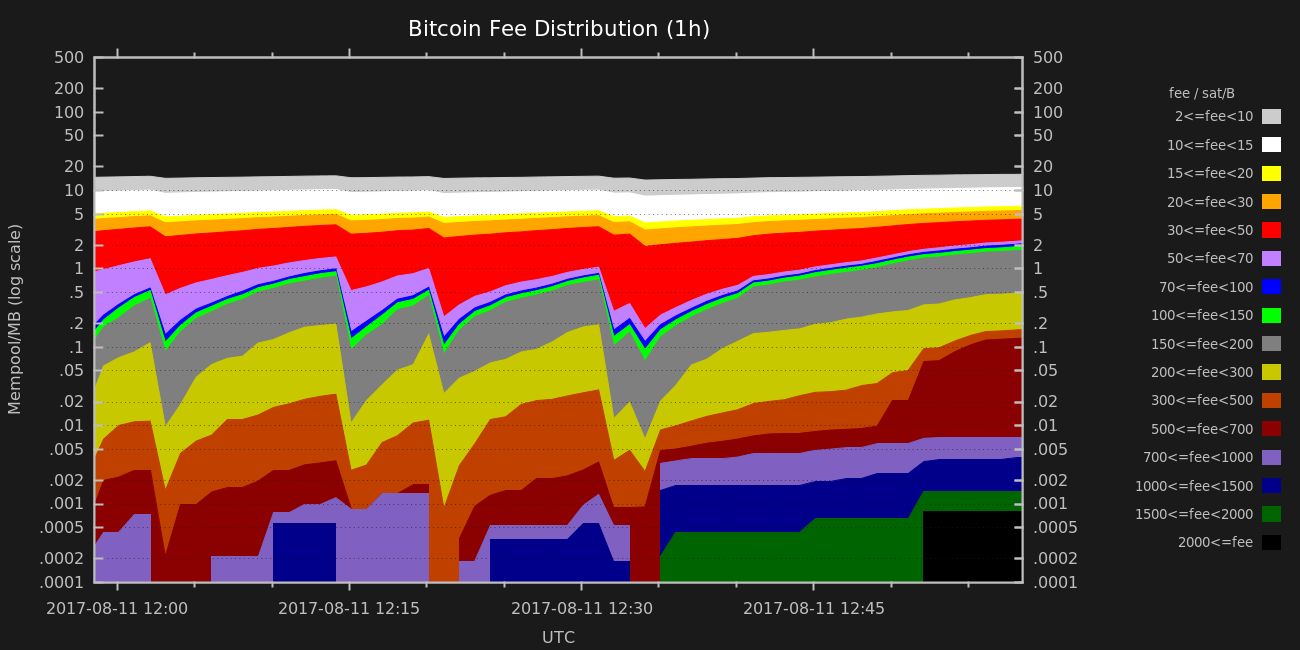 Bitcoin Fee Distribution (1h)
Mempool/MB (log scale)
500
200
100
50
20
10
5
2
1
.5
.2
.1
.05
.02
.01
.005
.002
.001
.0005
.0002
.0001
500
200
100
50
20
10
5
2
1
.5
.2
.1
.05
.02
.01
.005
.002
.001
.0005
.0002
.0001
2017-08-11 12:00 2017-08-11 12:15 2017-08-11 12:30 2017-08-11 12:45
UTC
fee / sat/B
2<=fee<10
10<=fee<15
15<=fee<20
20<=fee<30
30<=fee<50
50<=fee<70
70<=fee<100
100<=fee<150
150<=fee<200
200<=fee<300
300<=fee<500
500<=fee<700
700<=fee<1000
1000<=fee<1500
1500<=fee<2000
2000<=fee